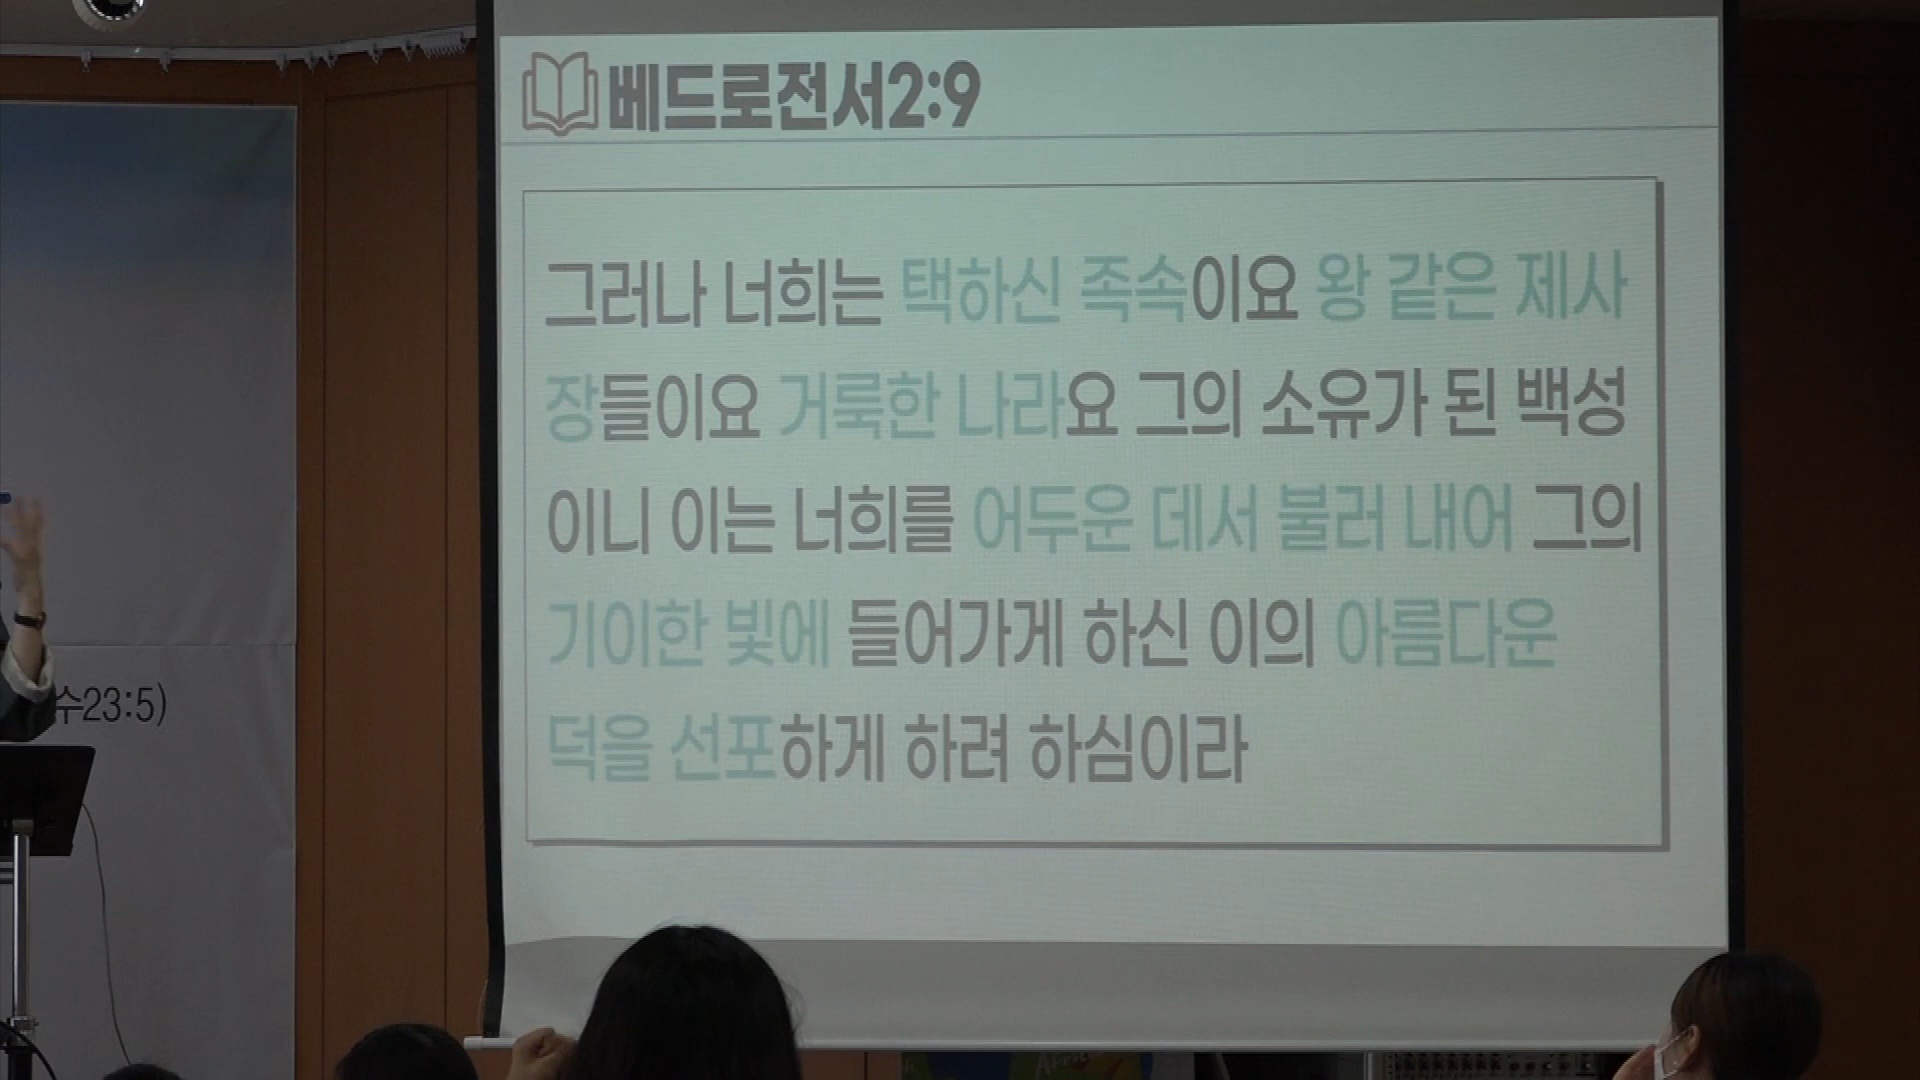 베드로전서2:9
그러나 너희는 택하신 족속이요 왕 같은 제사
장들이요 거룩한 나라요 그의 소유가 된 백성
이니 이는 너희를 어두운 데서 불러 내어 그의
기이한 빛에 들어가게 하신 이의 아름다운
덕을 선포하게 하려 하심이라
수23:5)